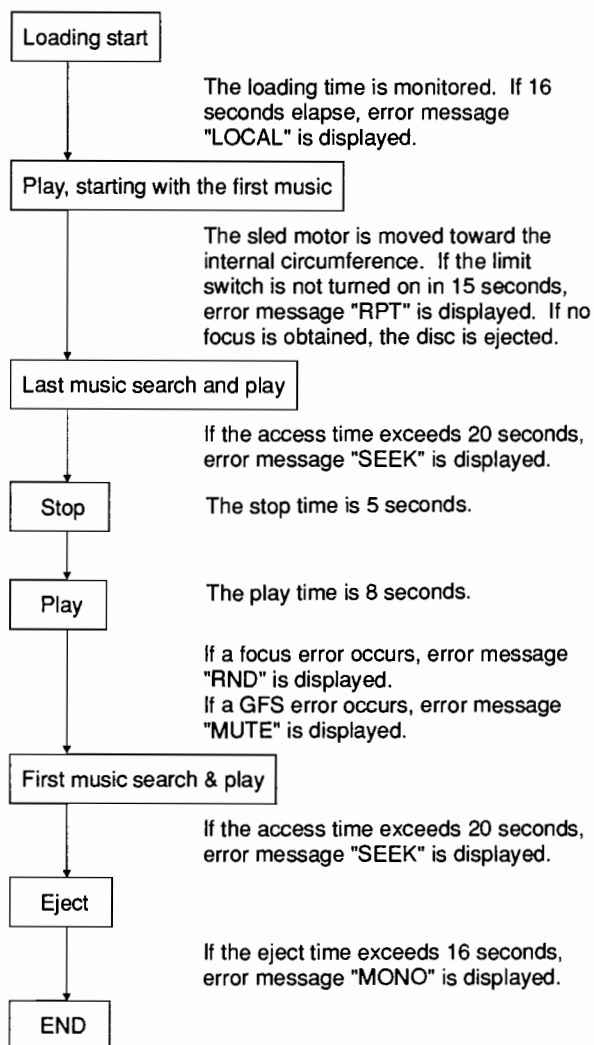 Loading start
The loading time is monitored. If 16
seconds elapse, error message
"LOCAL" is displayed.
Play, starting with the first music
The sled motor is moved toward the
internal circumference. If the limit
switch is not turned on in 15 seconds,
error message "RPT" is displayed. If no
focus is obtained, the disc is ejected.
Last music search and play
If the access time exceeds 20 seconds,
error message "SEEK" is displayed.
Stop
The stop time is 5 seconds.
Play
The play time is 8 seconds.
If a focus error occurs, error message
"RND" is displayed.
If a GFS error occurs, error message
"MUTE" is displayed.
First music search & play
If the access time exceeds 20 seconds,
error message "SEEK" is displayed.
Eject
If the eject time exceeds 16 seconds,
error message "MONO" is displayed.
END